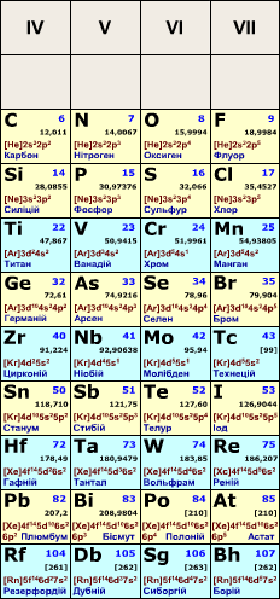 IV V VI VII
C 6 N 7 O 8 F 9
12,011 14,0067 15,9994 18,9984
[He]2s²2p² [He]2s²2p³ [He]2s²2p⁴ [He]2s²2p⁵
Карбон Нітроген Оксиген Флуор
Si 14 P 15 S 16 Cl 17
28,0855 30,97376 32,066 35,4527
[Ne]3s²3p² [Ne]3s²3p³ [Ne]3s²3p⁴ [Ne]3s²3p⁵
Силіцій Фосфор Сульфур Хлор
Ti 22 V 23 Cr 24 Mn 25
47,867 50,9415 51,9961 54,93805
[Ar]3d²4s² [Ar]3d³4s² [Ar]3d⁵4s¹ [Ar]3d⁵4s²
Титан Ванадій Хром Манган
Ge 32 As 33 Se 34 Br 35
72,61 74,9216 78,96 79,904
[Ar]3d¹⁰4s²4p² [Ar]3d¹⁰4s²4p³ [Ar]3d¹⁰4s²4p⁴ [Ar]3d¹⁰4s²4p⁵
Германій Арсен Селен Бром
Zr 40 Nb 41 Mo 42 Tc 43
91,224 92,90638 95,94 [99]
[Kr]4d²5s² [Kr]4d⁴5s¹ [Kr]4d⁵5s¹ [Kr]4d⁵5s²
Цирконій Ніобій Молібден Технецій
Sn 50 Sb 51 Te 52 I 53
118,710 121,75 127,60 126,9044
[Kr]4d¹⁰5s²5p² [Kr]4d¹⁰5s²5p³ [Kr]4d¹⁰5s²5p⁴ [Kr]4d¹⁰5s²5p⁵
Станум Стибій Телур Іод
Hf 72 Ta 73 W 74 Re 75
178,49 180,9479 183,85 186,207
[Xe]4f¹⁴5d²6s² [Xe]4f¹⁴5d³6s² [Xe]4f¹⁴5d⁴6s² [Xe]4f¹⁴5d⁵6s²
Гафній Тантал Вольфрам Реній
Pb 82 Bi 83 Po 84 At 85
207,2 208,9804 [210] [210]
[Xe]4f¹⁴5d¹⁰6s² [Xe]4f¹⁴5d¹⁰6s² [Xe]4f¹⁴5d¹⁰6s² [Xe]4f¹⁴5d¹⁰6s²
6p² Плюмбум 6p³ Бісмут 6p⁴ Полоній 6p⁵ Астат
Rf 104 Db 105 Sg 106 Bh 107
[261] [262] [263] [262]
[Rn]5f¹⁴6d²7s² [Rn]5f¹⁴6d³7s² [Rn]5f¹⁴6d⁴7s² [Rn]5f¹⁴6d⁵7s²
Резерфордій Дубній Сиборгій Борій